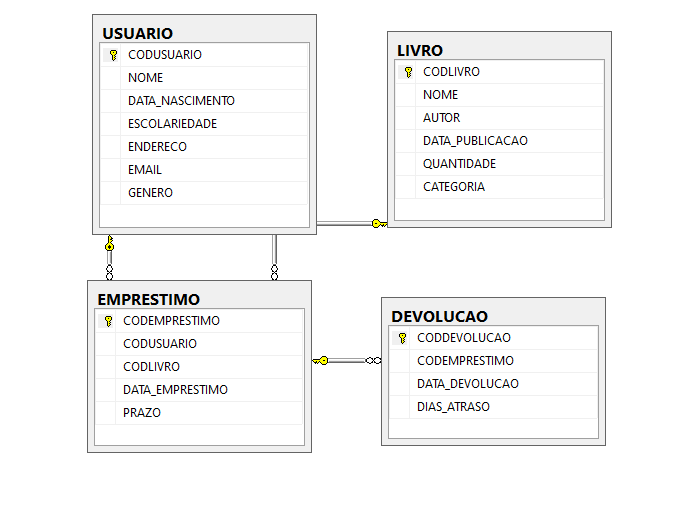 USUARIO
CODUSUARIO
NOME
DATA_NASCIMENTO
ESCOLARIEDADE
ENDERECO
EMAIL
GENERO
LIVRO
CODLIVRO
NOME
AUTOR
DATA_PUBLICACAO
QUANTIDADE
CATEGORIA
EMPRESTIMO
CODEMPRESTIMO
CODUSUARIO
CODLIVRO
DATA_EMPRESTIMO
PRAZO
DEVOLUCAO
CODDEVOLUCAO
CODEMPRESTIMO
DATA_DEVOLUCAO
DIAS_ATRASO